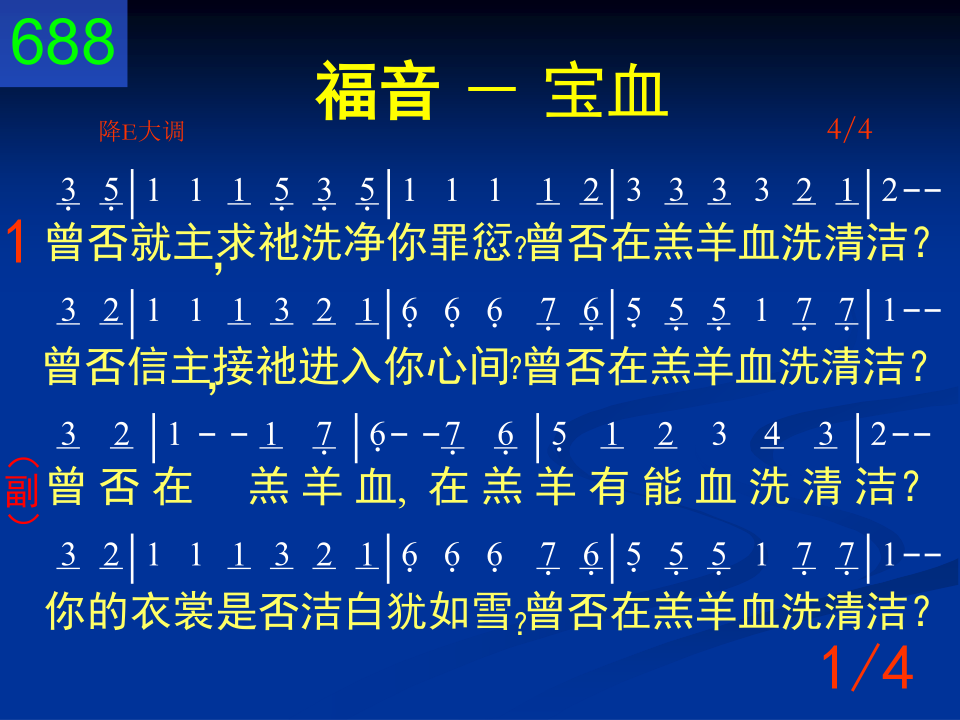 688
福音 － 宝血
降E大调 4/4
3 5|1 1 1 5 3 5|1 1 1 1 2|3 3 3 3 2 1|2--
1 曾否就主,求祂洗净你罪愆?曾否在羔羊血洗清洁?
3 2|1 1 1 3 2 1|6 6 6 7 6|5 5 5 1 7 7|1--
曾否信主,接祂进入你心间?曾否在羔羊血洗清洁?
3 2|1 - - 1 7|6 - - 7 6|5 1 2 3 4 3|2--
(副) 曾 否 在 羔 羊 血, 在 羔 羊 有 能 血 洗 清 洁?
3 2|1 1 1 3 2 1|6 6 6 7 6|5 5 5 1 7 7|1--
你的衣裳是否洁白犹如雪?曾否在羔羊血洗清洁?
1/4